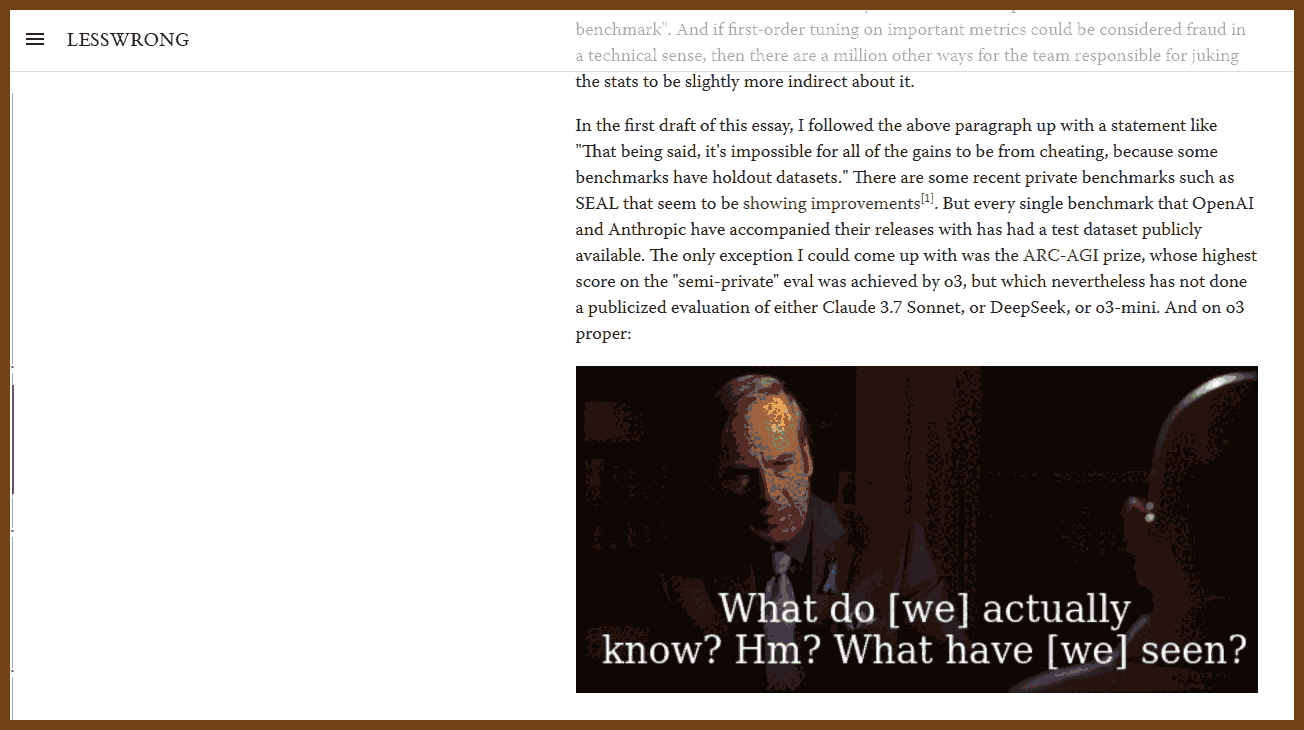 LESSWRONG
benchmark". And if first-order tuning on important metrics could be considered fraud in
a technical sense, then there are a million other ways for the team responsible for juking
the stats to be slightly more indirect about it.
In the first draft of this essay, I followed the above paragraph up with a statement like
"That being said, it's impossible for all of the gains to be from cheating, because some
benchmarks have holdout datasets." There are some recent private benchmarks such as
SEAL that seem to be showing improvements[1]. But every single benchmark that OpenAI
and Anthropic have accompanied their releases with has had a test dataset publicly
available. The only exception I could come up with was the ARC-AGI prize, whose highest
score on the "semi-private" eval was achieved by o3, but which nevertheless has not done
a publicized evaluation of either Claude 3.7 Sonnet, or DeepSeek, or o3-mini. And on o3
proper:
What do [we] actually
know? Hm? What have [we] seen?